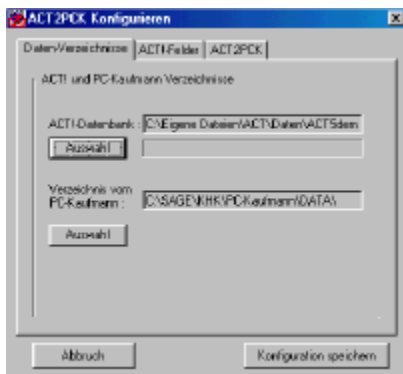 ACT2PCK Konfigurieren
Daten-Verzeichnisse ACT!-Felder ACT2PCK
ACT! und PC-Kaufmann Verzeichnisse
ACT!-Datenbank : C:\Eigene Dateien\ACT\Daten\ACT5dem
Auswahl
Verzeichnis vom
PC-Kaufmann : C:\SAGE\KHK\PC-Kaufmann\DATA\
Auswahl
Abbruch Konfiguration speichern